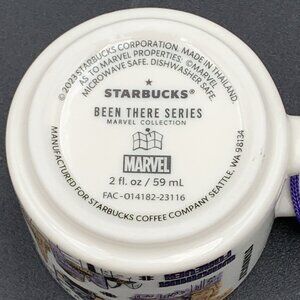 © 2023 STARBUCKS CORPORATION. MADE IN THAILAND.
AS TO MARVEL PROPERTIES: ©MARVEL
MICROWAVE SAFE. DISHWASHER SAFE.
STARBUCKS®
BEEN THERE SERIES
MARVEL COLLECTION
MARVEL
2 fl. oz / 59 mL
FAC-014182-23116
MANUFACTURED FOR STARBUCKS COFFEE COMPANY SEATTLE, WA 98134